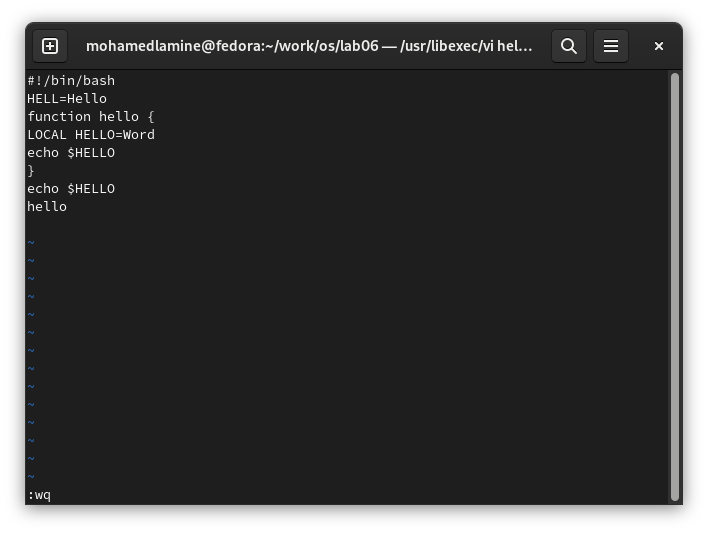 mohamedlamine@fedora:~/work/os/lab06 — /usr/libexec/vi hel...
#!/bin/bash
HELL=Hello
function hello {
LOCAL HELLO=Word
echo $HELLO
}
echo $HELLO
hello
~
~
~
~
~
~
~
~
~
~
~
~
~
~
:wq